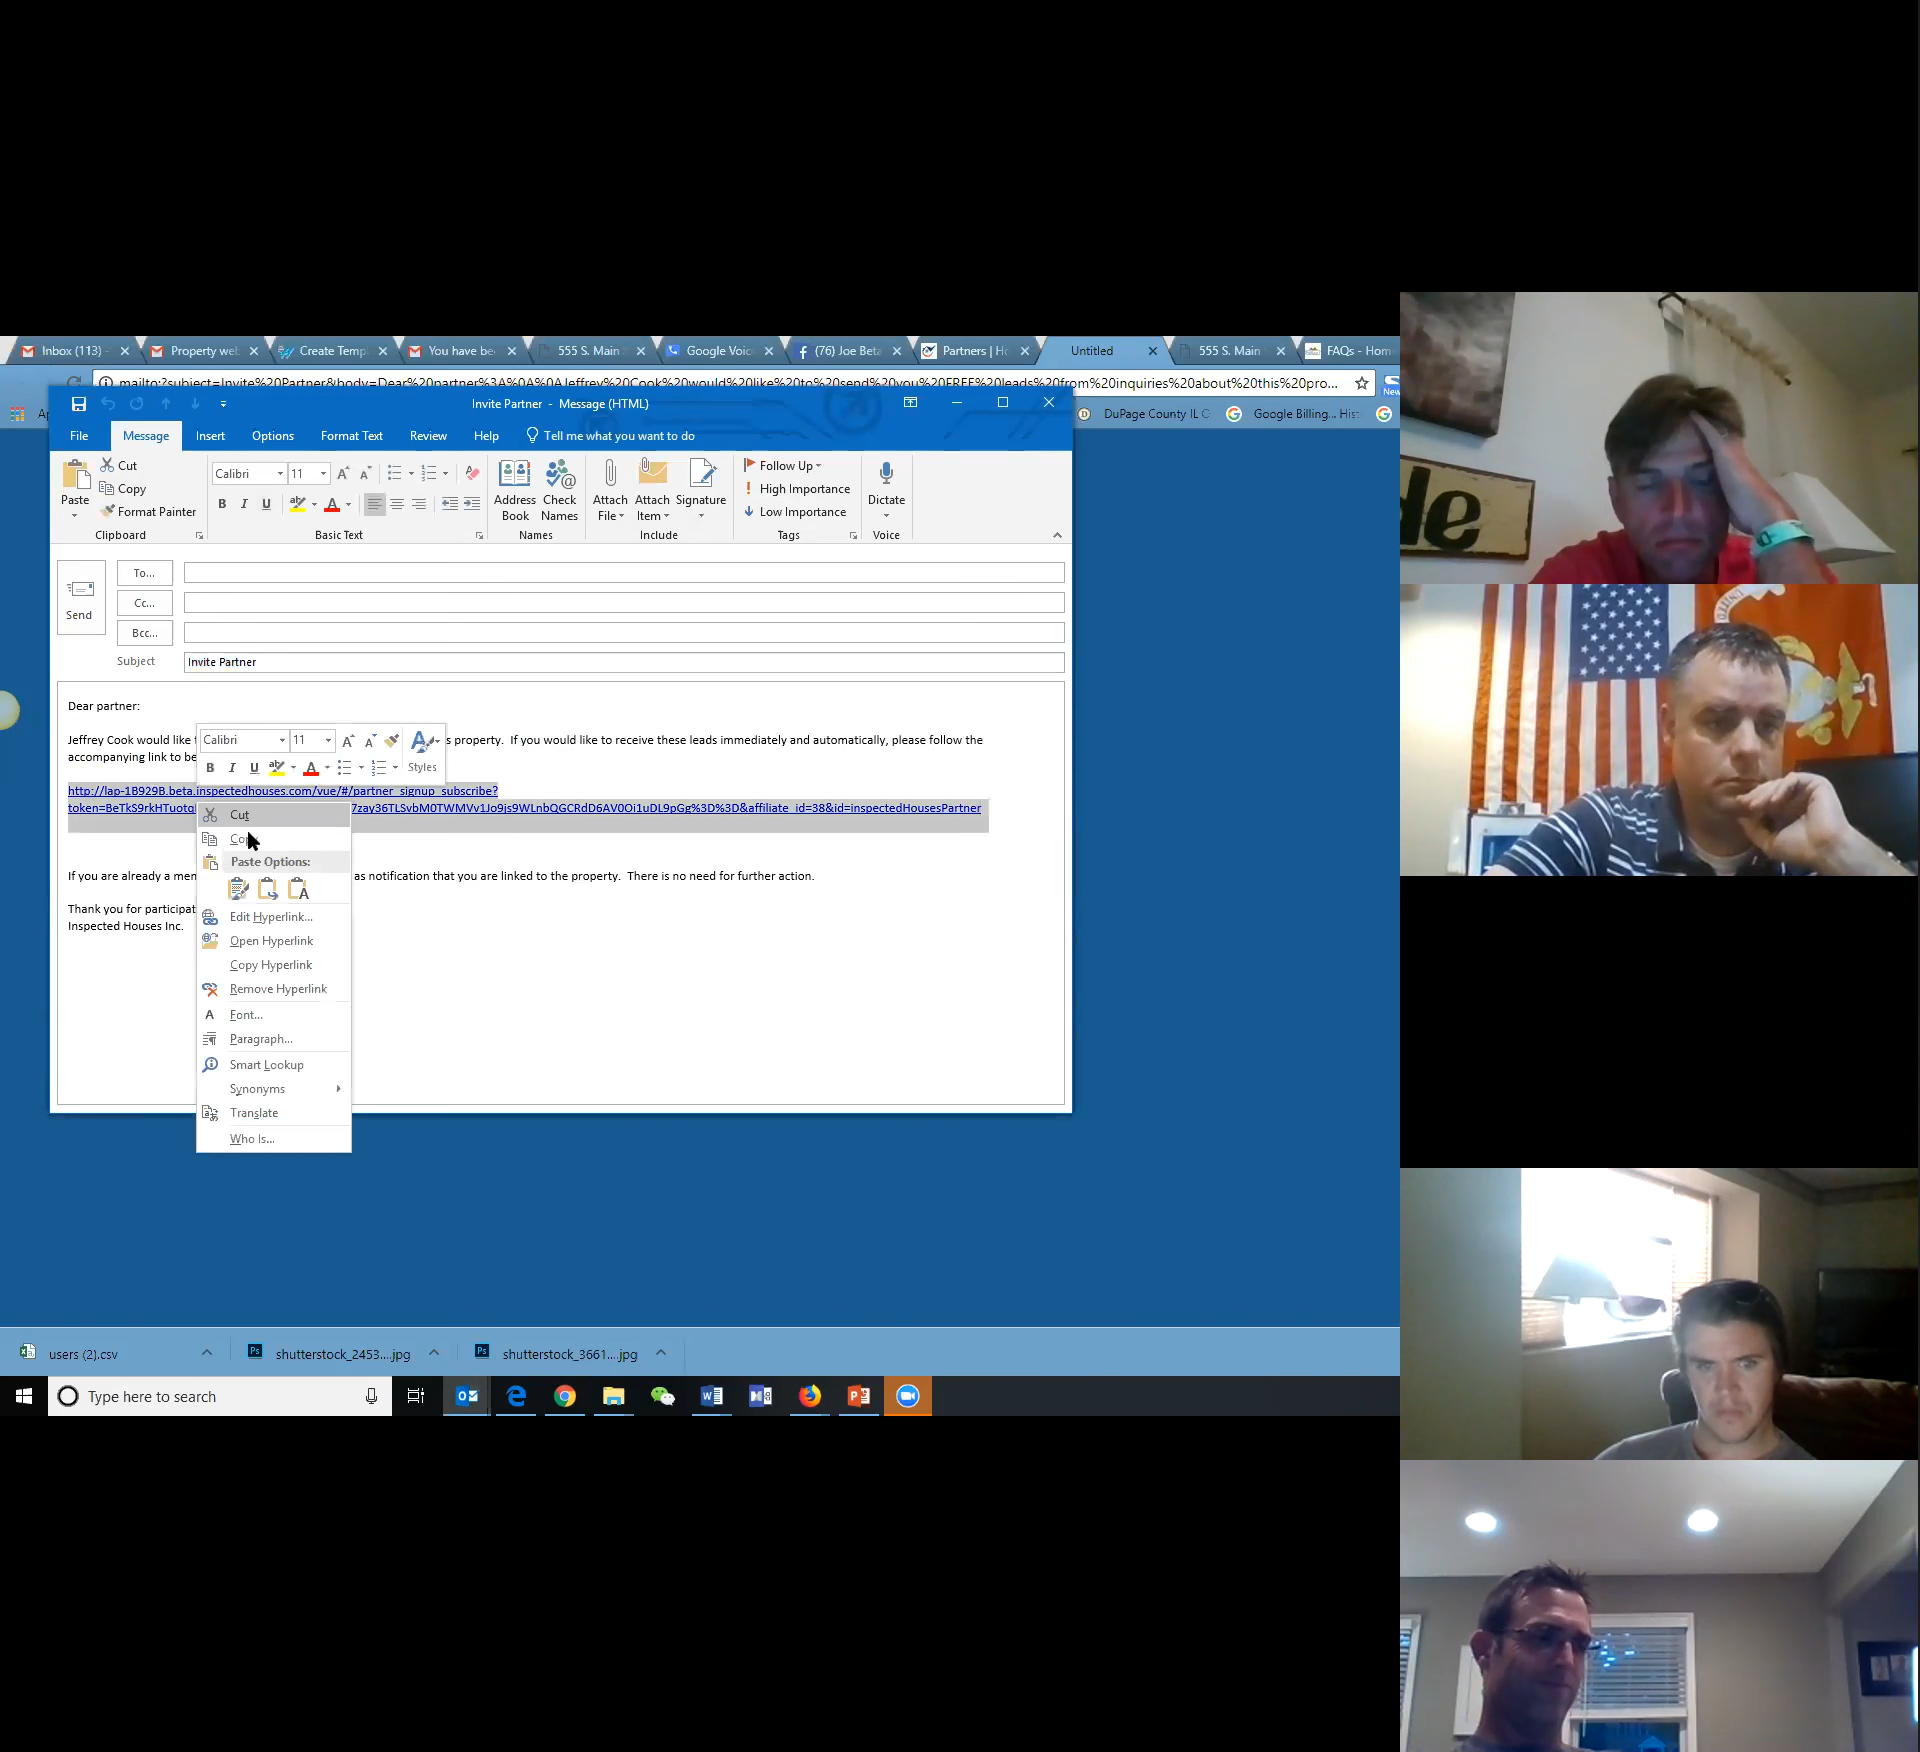 Inbox (113) -
Property we
Create Temp
You have be
555 S. Main
Google Voic
(76) Joe Beta
Partners | H
Untitled
555 S. Main
FAQs - Hom
mailto:?subject=Invite%20Partner&body=Dear%20partner%3A%0A%0AJeffrey%20Cook%20would%20like%20to%20send%20you%20FREE%20leads%20from%20inquiries%20about%20this%20pro...
New
DuPage County IL C
Google Billing... Hist
Invite Partner - Message (HTML)
File
Message
Insert
Options
Format Text
Review
Help
Tell me what you want to do
Paste
Cut
Copy
Format Painter
Clipboard
Calibri
11
B I U
Basic Text
Address Book
Check Names
Names
Attach File
Attach Item
Signature
Include
Follow Up
High Importance
Low Importance
Tags
Dictate
Voice
Send
To...
Cc...
Bcc...
Subject
Invite Partner
Dear partner:
Jeffrey Cook would like
s property. If you would like to receive these leads immediately and automatically, please follow the
accompanying link to be
Calibri
11
B I U
Styles
http://lap-1B929B.beta.inspectedhouses.com/vue/#/partner_signup_subscribe?
token=BeTkS9rkHTuotq
7zay36TLSvbM0TWMVv1Jo9js9WLnbQGCRdD6AV0Oi1uDL9pGg%3D%3D&affiliate_id=38&id=inspectedHousesPartner
Cut
Copy
Paste Options:
Edit Hyperlink...
Open Hyperlink
Copy Hyperlink
Remove Hyperlink
Font...
Paragraph...
Smart Lookup
Synonyms
Translate
Who Is...
If you are already a mem
as notification that you are linked to the property. There is no need for further action.
Thank you for participat
Inspected Houses Inc.
users (2).csv
shutterstock_2453....jpg
shutterstock_3661....jpg
Type here to search
de